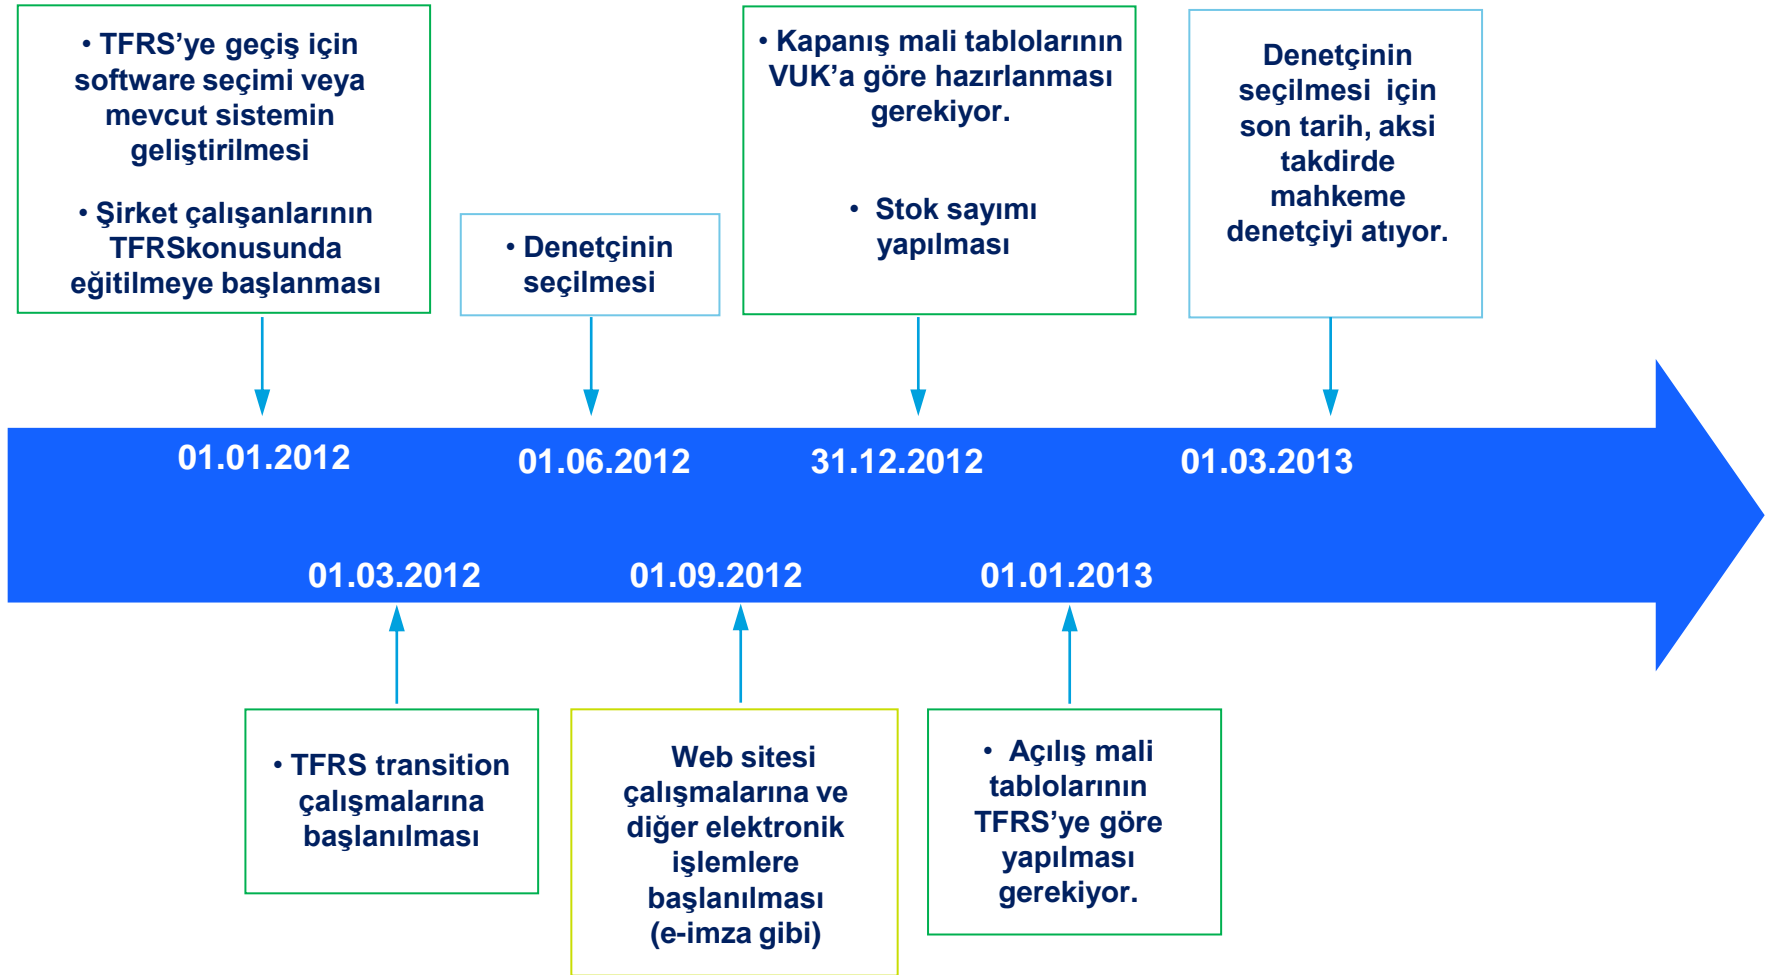 • TFRS’ye geçiş için
software seçimi veya
mevcut sistemin
geliştirilmesi
• Şirket çalışanlarının
TFRSkonusunda
eğitilmeye başlanması
• Denetçinin
seçilmesi
• Kapanış mali tablolarının
VUK’a göre hazırlanması
gerekiyor.
• Stok sayımı
yapılması
Denetçinin
seçilmesi için
son tarih, aksi
takdirde
mahkeme
denetçiyi atıyor.
01.01.2012
01.06.2012
31.12.2012
01.03.2013
01.03.2012
01.09.2012
01.01.2013
• TFRS transition
çalışmalarına
başlanılması
Web sitesi
çalışmalarına ve
diğer elektronik
işlemlere
başlanılması
(e-imza gibi)
• Açılış mali
tablolarının
TFRS’ye göre
yapılması
gerekiyor.